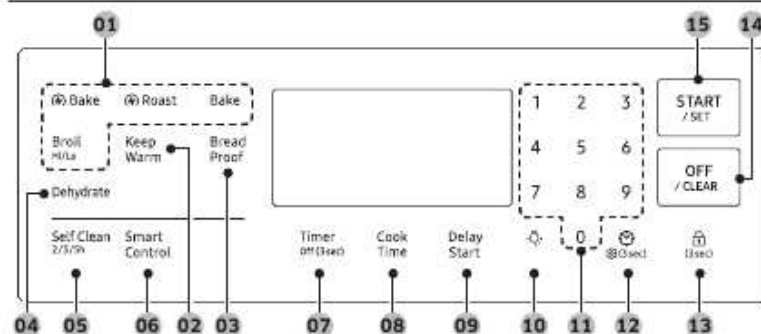 01
15
14
Bake
Roast
Bake
1
2
3
START
/ SET
Broil
Hi/Lo
Keep
Warm
Bread
Proof
4
5
6
OFF
/ CLEAR
Dehydrate
7
8
9
Self Clean
2/3/5h
Smart
Control
Timer
Off (3sec)
Cook
Time
Delay
Start
0
(3sec)
(3sec)
04
05
06
02
03
07
08
09
10
11
12
13